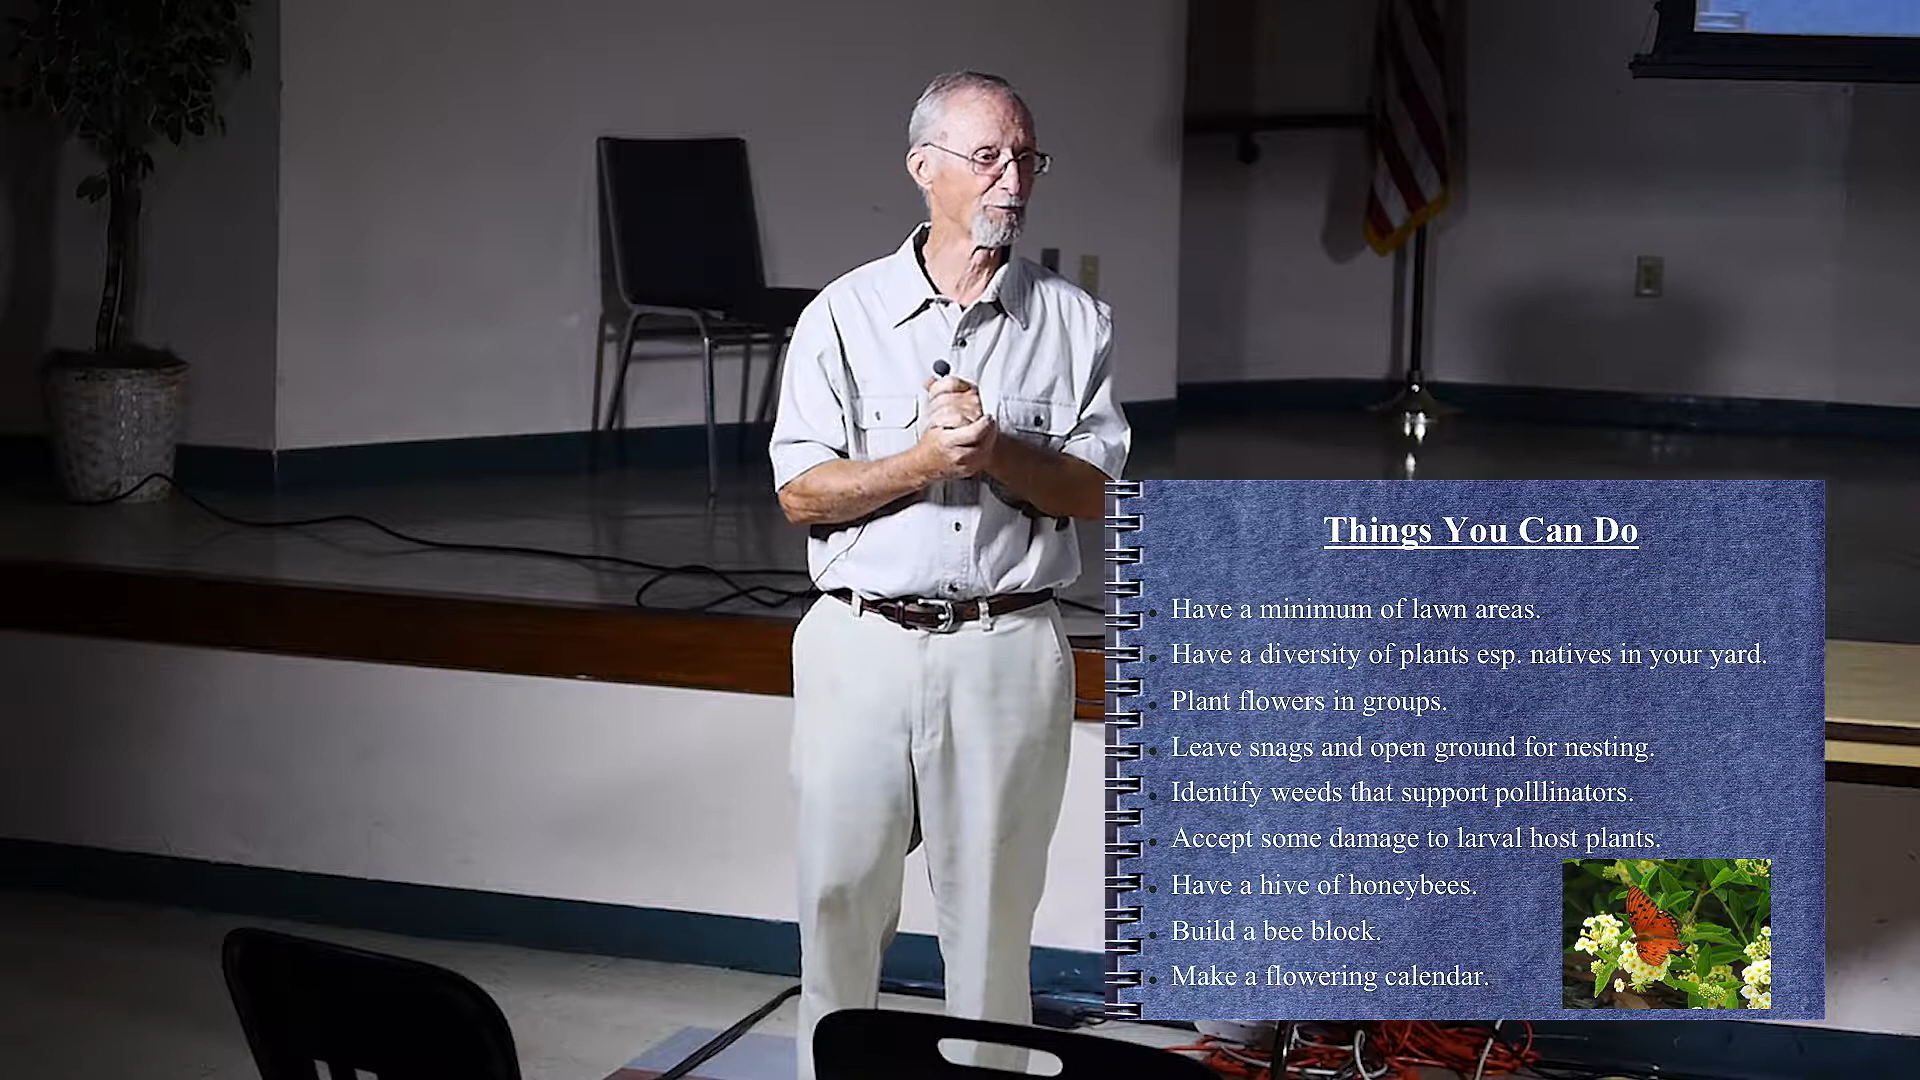 Things You Can Do
Have a minimum of lawn areas.
Have a diversity of plants esp. natives in your yard.
Plant flowers in groups.
Leave snags and open ground for nesting.
Identify weeds that support polllinators.
Accept some damage to larval host plants.
Have a hive of honeybees.
Build a bee block.
Make a flowering calendar.